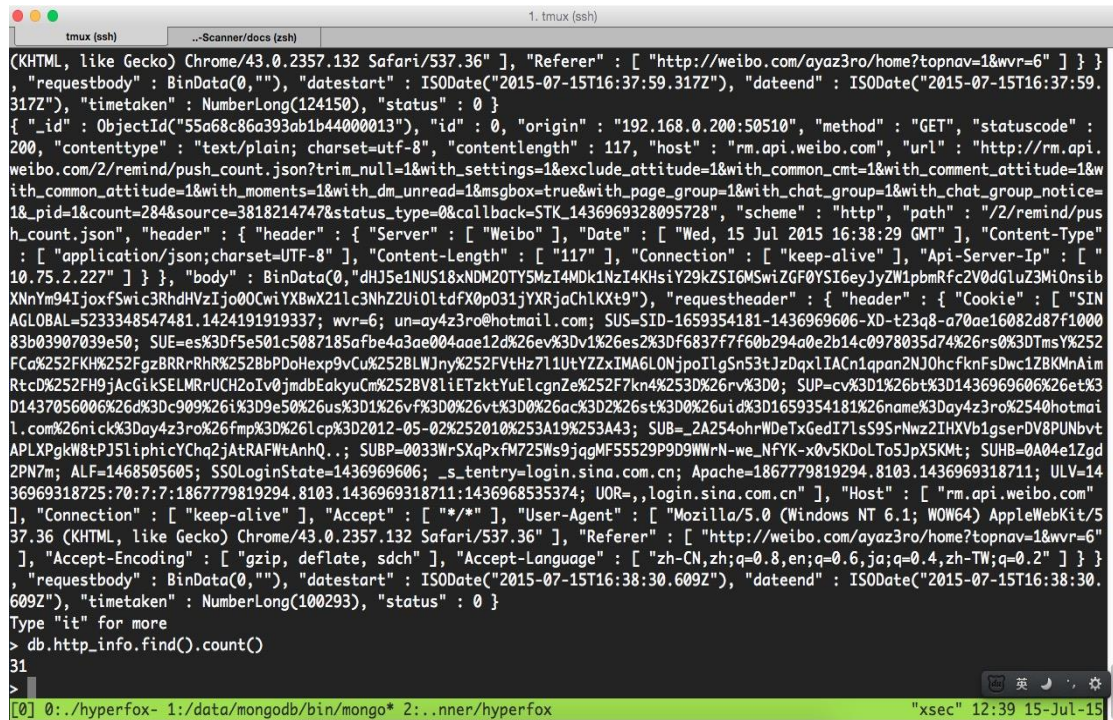 1. tmux (ssh)
tmux (ssh)
..-Scanner/docs (zsh)
(KHTML, like Gecko) Chrome/43.0.2357.132 Safari/537.36" ], "Referer" : [ "http://weibo.com/ayaz3ro/home?topnav=1&wvr=6" ] } }
, "requestbody" : BinData(0,""), "datestart" : ISODate("2015-07-15T16:37:59.317Z"), "dateend" : ISODate("2015-07-15T16:37:59.
317Z"), "timetaken" : NumberLong(124150), "status" : 0 }
{ "_id" : ObjectId("55a68c86a393ab1b44000013"), "id" : 0, "origin" : "192.168.0.200:50510", "method" : "GET", "statuscode" :
200, "contenttype" : "text/plain; charset=utf-8", "contentlength" : 117, "host" : "rm.api.weibo.com", "url" : "http://rm.api.
weibo.com/2/remind/push_count.json?trim_null=1&with_settings=1&exclude_attitude=1&with_common_cmt=1&with_comment_attitude=1&w
ith_common_attitude=1&with_moments=1&with_dm_unread=1&msgbox=true&with_page_group=1&with_chat_group=1&with_chat_group_notice=
1&_pid=1&count=284&source=3818214747&status_type=0&callback=STK_1436969328095728", "scheme" : "http", "path" : "/2/remind/pus
h_count.json", "header" : { "header" : { "Server" : [ "Weibo" ], "Date" : [ "Wed, 15 Jul 2015 16:38:29 GMT" ], "Content-Type"
 : [ "application/json;charset=UTF-8" ], "Content-Length" : [ "117" ], "Connection" : [ "keep-alive" ], "Api-Server-Ip" : [ "
10.75.2.227" ] } }, "body" : BinData(0,"dHJ5e1NUS18xNDM2OTY5MzI4MDk1NzI4KHsiY29kZSI6MSwiZGF0YSI6eyJyZW1pbmRfc2V0dGluZ3MiOnsib
XNnYm94IjoxfSwic3RhdHVzIjo0OCwiYXBwX21lc3NhZ2UiOltdfX0pO31jYXRjaChlKXt9"), "requestheader" : { "header" : { "Cookie" : [ "SIN
AGLOBAL=5233348547481.1424191919337; wvr=6; un=ay4z3ro@hotmail.com; SUS=SID-1659354181-1436969606-XD-t23q8-a70ae16082d87f1000
83b03907039e50; SUE=es%3Df5e501c5087185afbe4a3ae004aae12d%26ev%3Dv1%26es2%3Df6837f7f60b294a0e2b14c0978035d74%26rs0%3DTmsY%252
FCa%252FKH%252FgzBRRrRhR%252BbPDoHexp9vCu%252BLWJny%252FVtHz7l1UtYZZxIMA6LONjpoIlgSn53tJzDqxlIACn1qpan2NJOhcfknFsDwc1ZBKMnAim
RtcD%252FH9jAcGikSELMRrUCH2oIv0jmdbEakyuCm%252BV8liETzktYuElcgnZe%252F7kn4%253D%26rv%3D0; SUP=cv%3D1%26bt%3D1436969606%26et%3
D1437056006%26d%3Dc909%26i%3D9e50%26us%3D1%26vf%3D0%26vt%3D0%26ac%3D2%26st%3D0%26uid%3D1659354181%26name%3Day4z3ro%2540hotmai
l.com%26nick%3Day4z3ro%26fmp%3D%26lcp%3D2012-05-02%252010%253A19%253A43; SUB=_2A254ohrWDeTxGedI7lsS9SrNwz2IHXVb1gserDV8PUNbvt
APLXPgkW8tPJ5liphicYChq2jAtRAFWtAnhQ..; SUBP=0033WrSXqPxfM725Ws9jqgMF55529P9D9WWrN-we_NfYK-x0v5KDoLTo5JpX5KMt; SUHB=0A04e1Zgd
2PN7m; ALF=1468505605; SSOLoginState=1436969606; _s_tentry=login.sina.com.cn; Apache=1867779819294.8103.1436969318711; ULV=14
36969318725:70:7:7:1867779819294.8103.1436969318711:1436968535374; UOR=,,login.sina.com.cn" ], "Host" : [ "rm.api.weibo.com"
], "Connection" : [ "keep-alive" ], "Accept" : [ "*/*" ], "User-Agent" : [ "Mozilla/5.0 (Windows NT 6.1; WOW64) AppleWebKit/5
37.36 (KHTML, like Gecko) Chrome/43.0.2357.132 Safari/537.36" ], "Referer" : [ "http://weibo.com/ayaz3ro/home?topnav=1&wvr=6"
 ], "Accept-Encoding" : [ "gzip, deflate, sdch" ], "Accept-Language" : [ "zh-CN,zh;q=0.8,en;q=0.6,ja;q=0.4,zh-TW;q=0.2" ] } }
, "requestbody" : BinData(0,""), "datestart" : ISODate("2015-07-15T16:38:30.609Z"), "dateend" : ISODate("2015-07-15T16:38:30.
609Z"), "timetaken" : NumberLong(100293), "status" : 0 }
Type "it" for more
> db.http_info.find().count()
31
>
英
[0] 0:./hyperfox- 1:/data/mongodb/bin/mongo* 2:..nner/hyperfox "xsec" 12:39 15-Jul-15